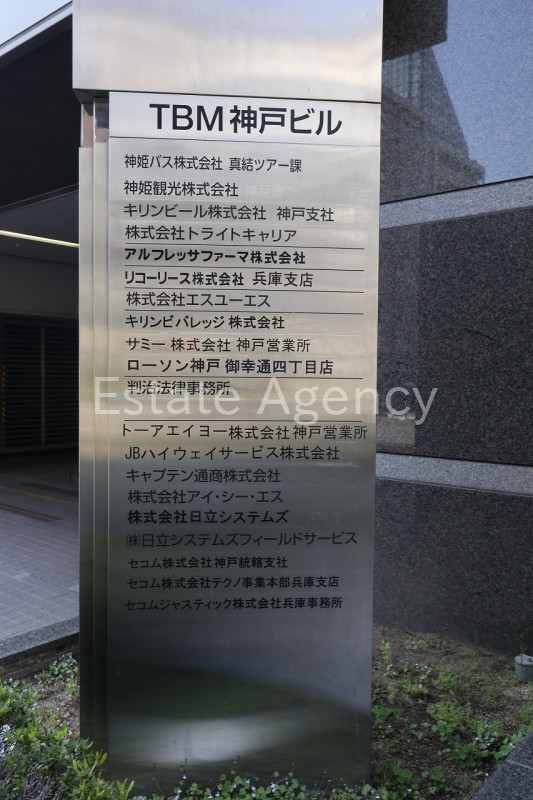 TBM 神戸ビル
神姫バス株式会社 真結ツアー課
神姫観光株式会社
キリンビール株式会社 神戸支社
株式会社トライトキャリア
アルフレッサファーマ株式会社
リコーリース株式会社 兵庫支店
株式会社エスユーエス
キリンビバレッジ 株式会社
サミー 株式会社 神戸営業所
ローソン神戸 御幸通四丁目店
判治法律事務所
Estate Agency
トーアエイヨー株式会社 神戸営業所
JBハイウェイサービス株式会社
キャプテン通商株式会社
株式会社アイ・シー・エス
株式会社日立システムズ
㈱日立システムズフィールドサービス
セコム株式会社神戸統轄支社
セコム株式会社テクノ事業本部兵庫支店
セコムジャスティック株式会社兵庫事務所